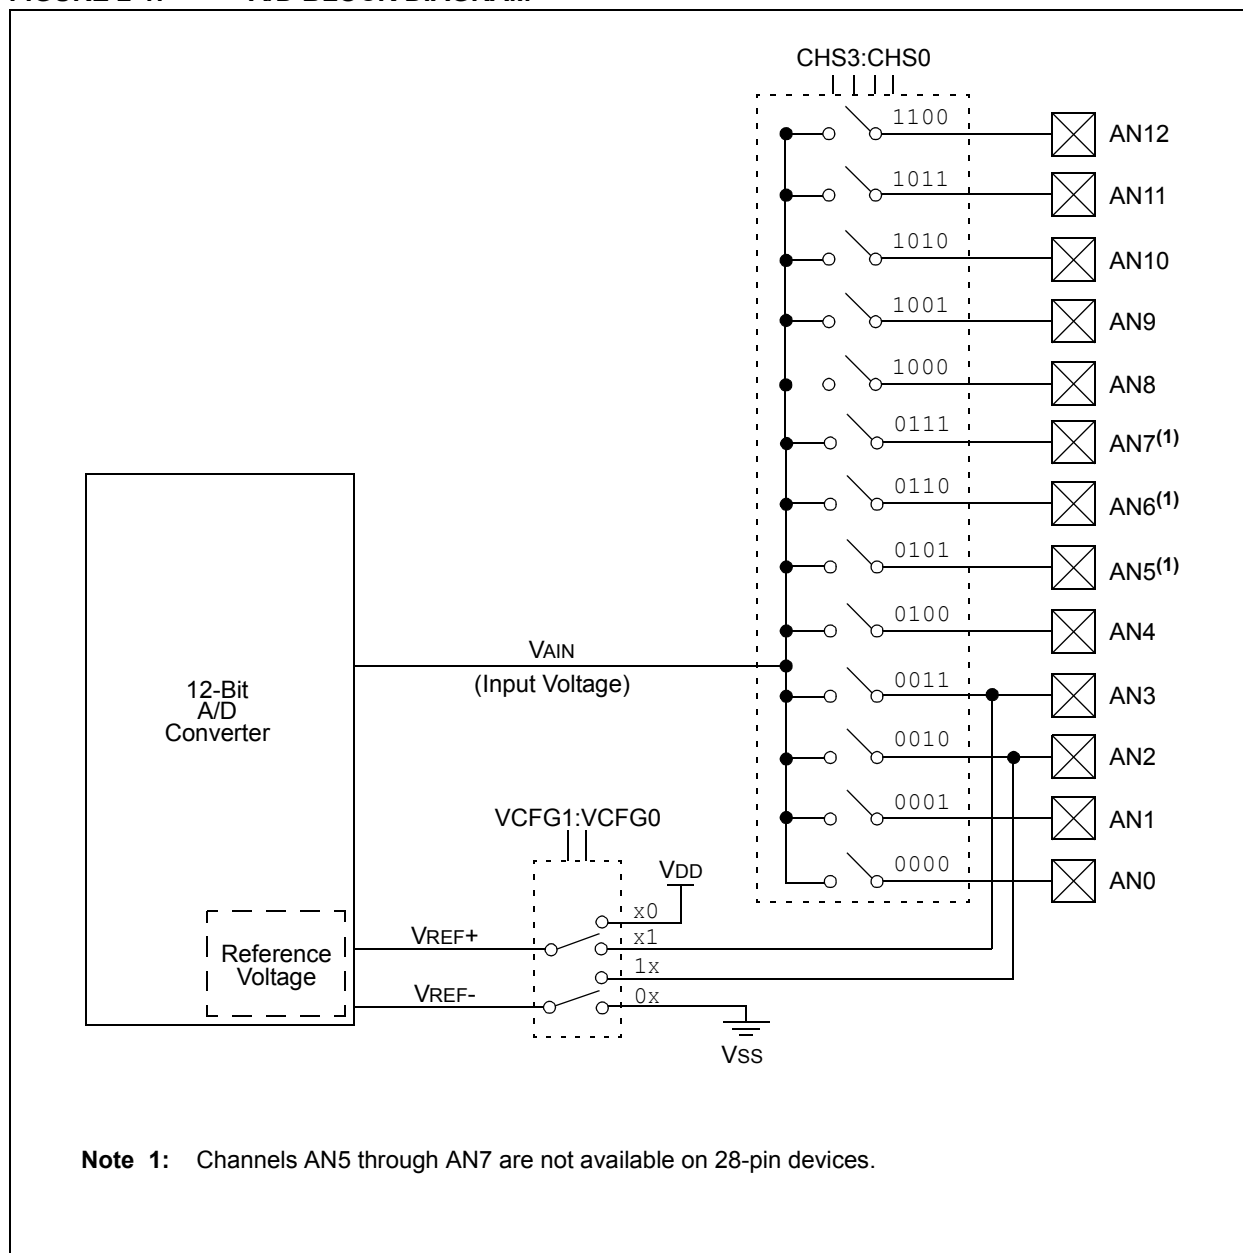 CHS3:CHS0
1100 AN12
1011 AN11
1010 AN10
1001 AN9
1000 AN8
0111 AN7(1)
0110 AN6(1)
0101 AN5(1)
0100 AN4
VAIN
(Input Voltage)
0011 AN3
12-Bit
A/D
Converter
0010 AN2
0001 AN1
VCFG1:VCFG0
0000 AN0
VDD
x0
VREF+ x1
Reference
Voltage
1x
VREF- 0x
VSS
Note 1: Channels AN5 through AN7 are not available on 28-pin devices.